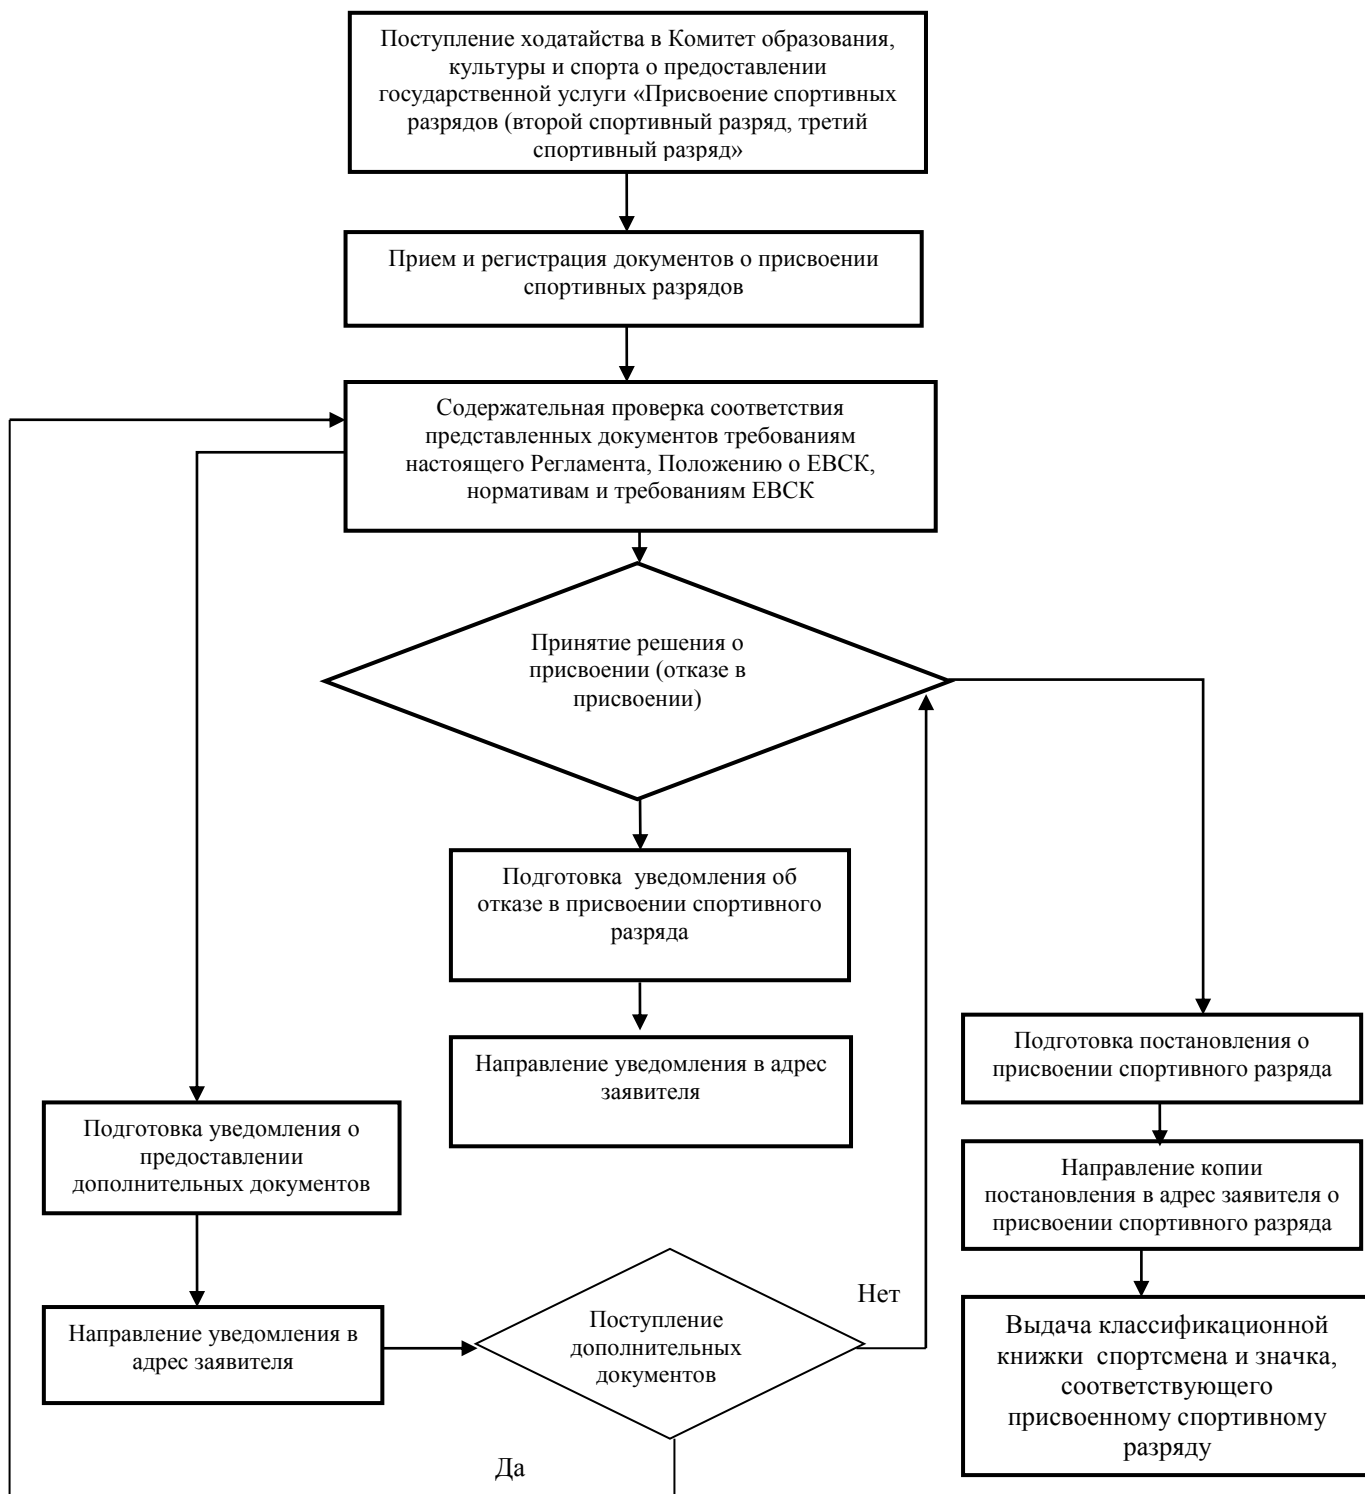 Поступление ходатайства в Комитет образования,
культуры и спорта о предоставлении
государственной услуги «Присвоение спортивных
разрядов (второй спортивный разряд, третий
спортивный разряд»
Прием и регистрация документов о присвоении
спортивных разрядов
Содержательная проверка соответствия
представленных документов требованиям
настоящего Регламента, Положению о ЕВСК,
нормативам и требованиям ЕВСК
Принятие решения о
присвоении (отказе в
присвоении)
Подготовка  уведомления об
отказе в присвоении спортивного
разряда
Направление уведомления в адрес
заявителя
Подготовка постановления о
присвоении спортивного разряда
Направление копии
постановления в адрес заявителя о
присвоении спортивного разряда
Выдача классификационной
книжки  спортсмена и значка,
соответствующего
присвоенному спортивному
разряду
Подготовка уведомления о
предоставлении
дополнительных документов
Направление уведомления в
адрес заявителя
Поступление
дополнительных
документов
Нет
Да